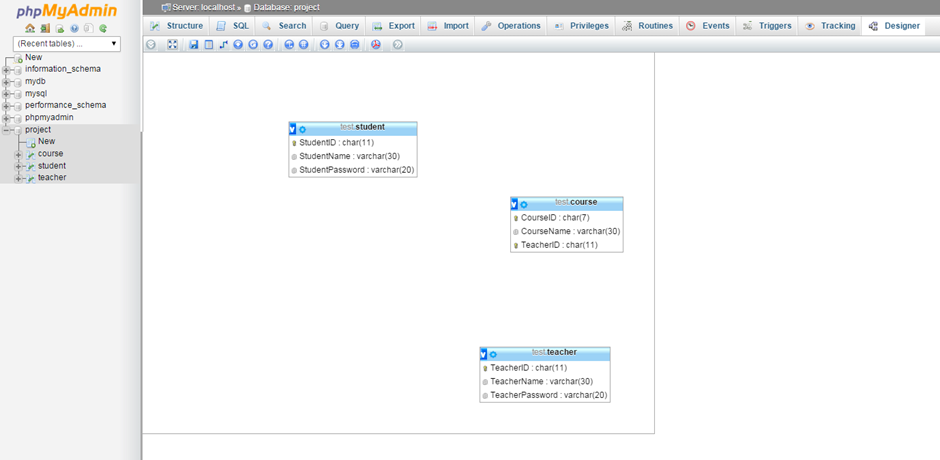 phpMyAdmin
Server: localhost » Database: project
Structure SQL Search Query Export Import Operations Privileges Routines Events Triggers Tracking Designer
(Recent tables) ...
New
information_schema
mydb
mysql
performance_schema
phpmyadmin
project
New
course
student
teacher
test.student
StudentID : char(11)
StudentName : varchar(30)
StudentPassword : varchar(20)
test.course
CourseID : char(7)
CourseName : varchar(30)
TeacherID : char(11)
test.teacher
TeacherID : char(11)
TeacherName : varchar(30)
TeacherPassword : varchar(20)